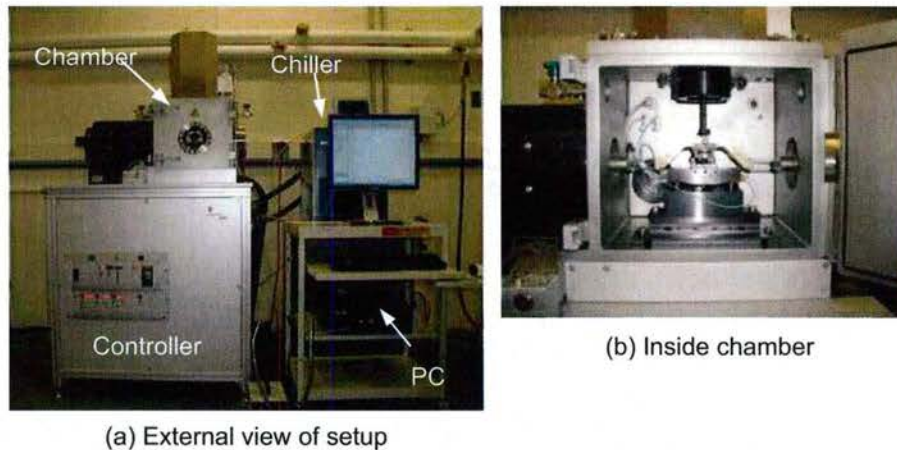 Chamber
Chiller
Controller
PC
(a) External view of setup
(b) Inside chamber